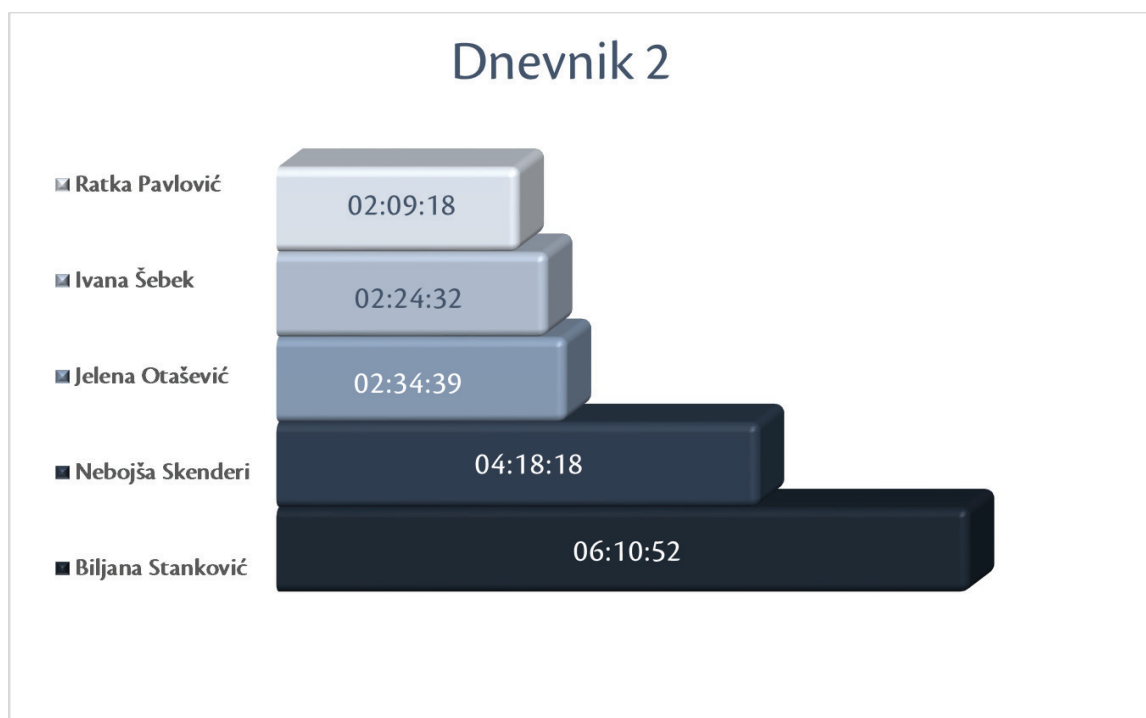 Dnevnik 2
Ratka Pavlović
02:09:18
Ivana Šebek
02:24:32
Jelena Otašević
02:34:39
Nebojša Skenderi
04:18:18
Biljana Stanković
06:10:52